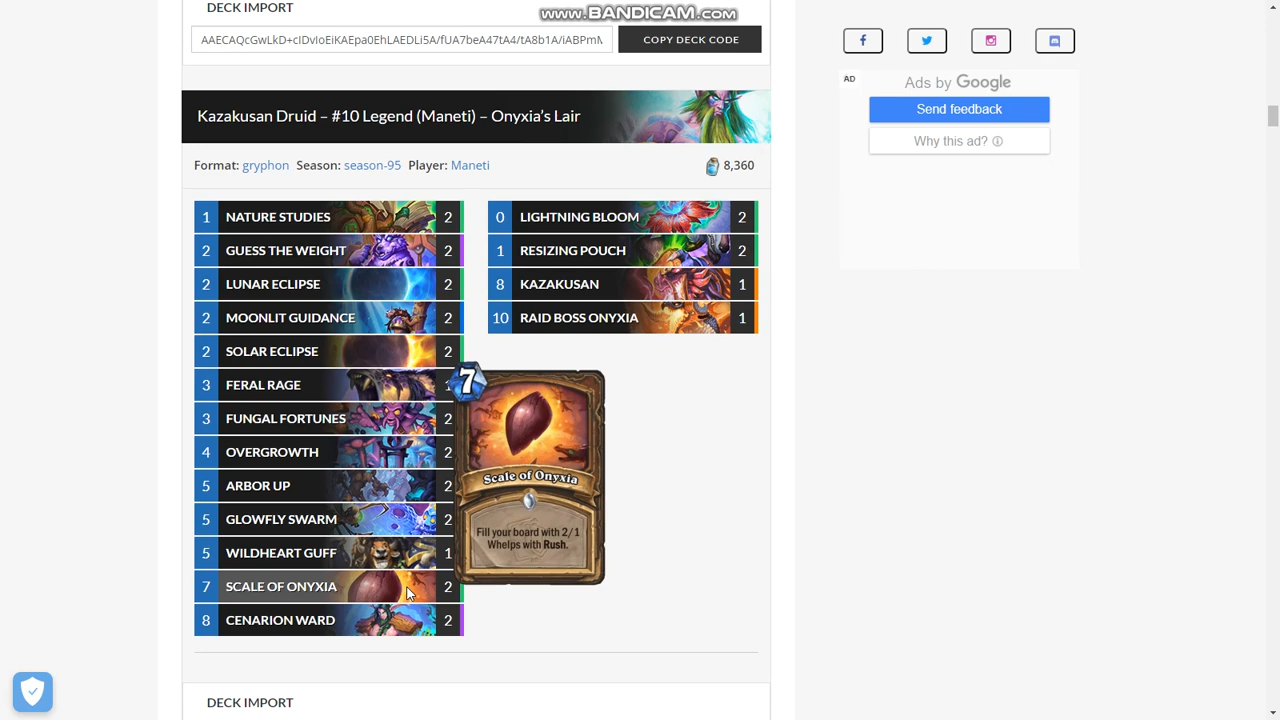 DECK IMPORT
www.BANDICAM.com
COPY DECK CODE
Kazakusan Druid – #10 Legend (Maneti) – Onyxia's Lair
Format: gryphon Season: season-95 Player: Maneti
8,360
1 NATURE STUDIES 2
2 GUESS THE WEIGHT 2
2 LUNAR ECLIPSE 2
2 MOONLIT GUIDANCE 2
2 SOLAR ECLIPSE 2
3 FERAL RAGE 1
3 FUNGAL FORTUNES 2
4 OVERGROWTH 2
5 ARBOR UP 2
5 GLOWFLY SWARM 2
5 WILDHEART GUFF 1
7 SCALE OF ONYXIA 2
8 CENARION WARD 2
0 LIGHTNING BLOOM 2
1 RESIZING POUCH 2
8 KAZAKUSAN 1
10 RAID BOSS ONYXIA 1
7
Scale of Onyxia
Fill your board with 2/1
Whelps with Rush.
DECK IMPORT
AD
Ads by Google
Send feedback
Why this ad?